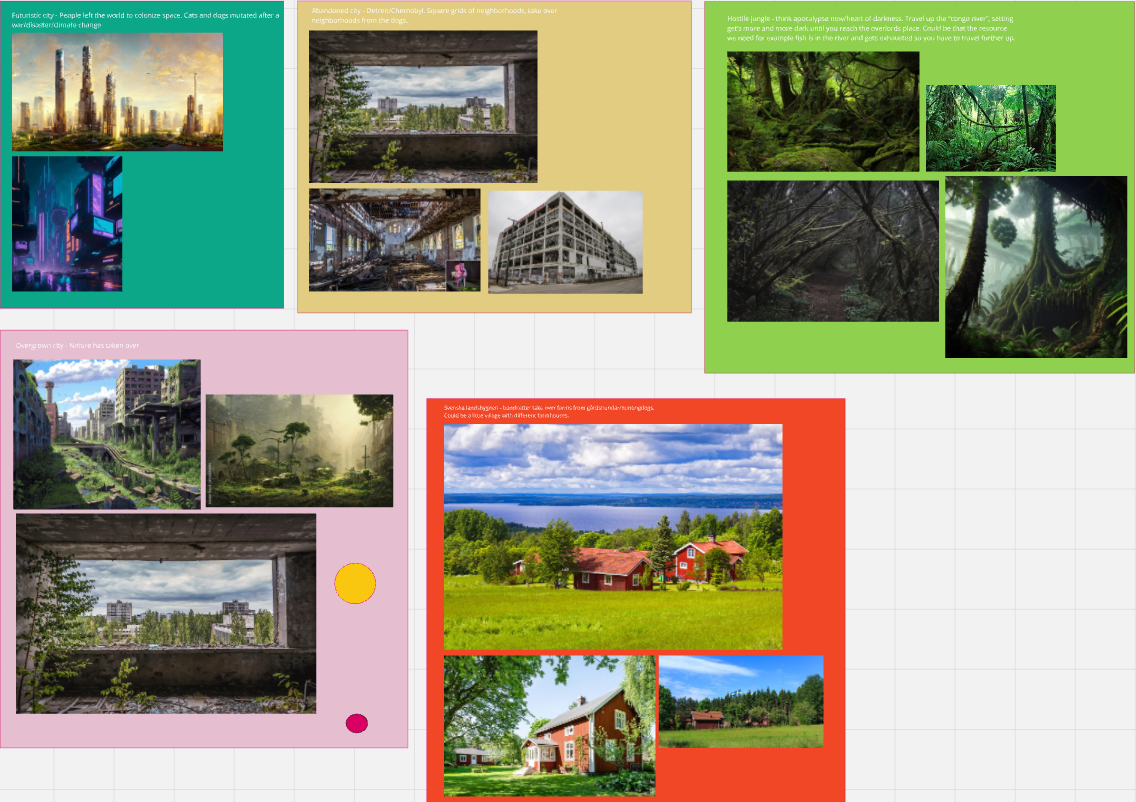 Futuristic city - People left the world to colonize space. Cats and dogs mutated after a
war/disaster/climate change
Abandoned city - Detroit/Chernobyl. Square grids of neighborhoods, take over
neighborhoods from the dogs.
Hostile jungle - think apocalypse now/heart of darkness. Travel up the "congo river", setting
get's more and more dark until you reach the overlords place. Could be that the resource
we need for example fish is in the river and gets exhausted so you have to travel further up.
Overgrown city - Nature has taken over
Svenska landsbygden - bondkatter take over farms from gårdshundar/huntingdogs.
Could be a little village with different farmhouses.